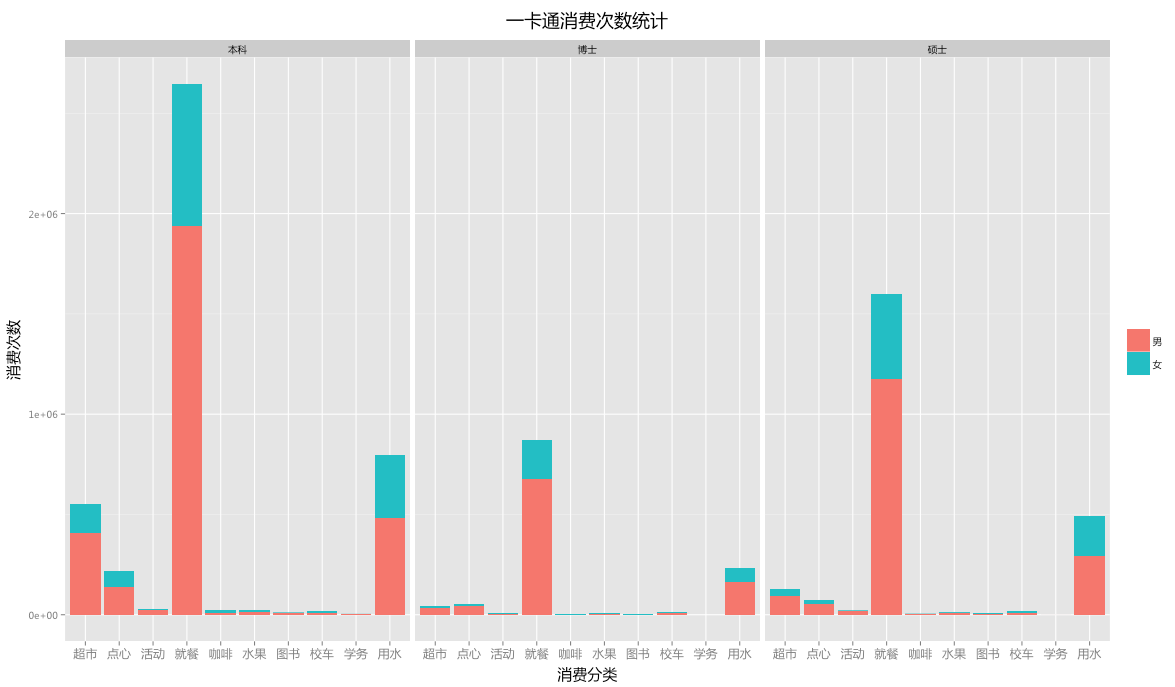 一卡通消费次数统计
本科 博士 硕士
2e+06
1e+06
0e+00
消费次数
男
女
超市 点心 活动 就餐 咖啡 水果 图书 校车 学务 用水 超市 点心 活动 就餐 咖啡 水果 图书 校车 学务 用水 超市 点心 活动 就餐 咖啡 水果 图书 校车 学务 用水
消费分类